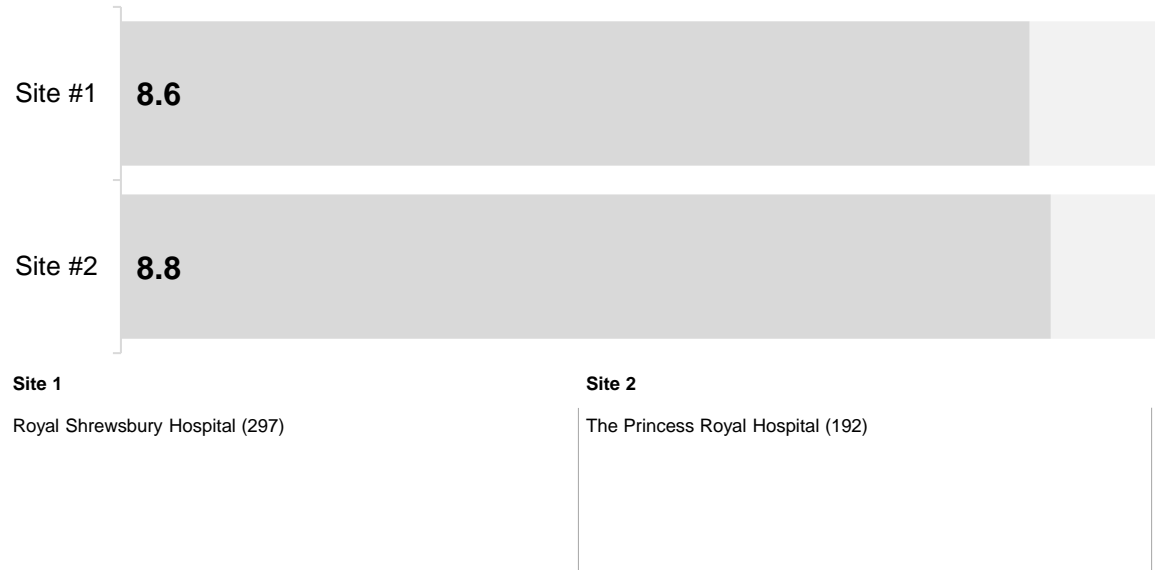 Site #1
8.6
Site #2
8.8
Site 1
Site 2
Royal Shrewsbury Hospital (297)
The Princess Royal Hospital (192)